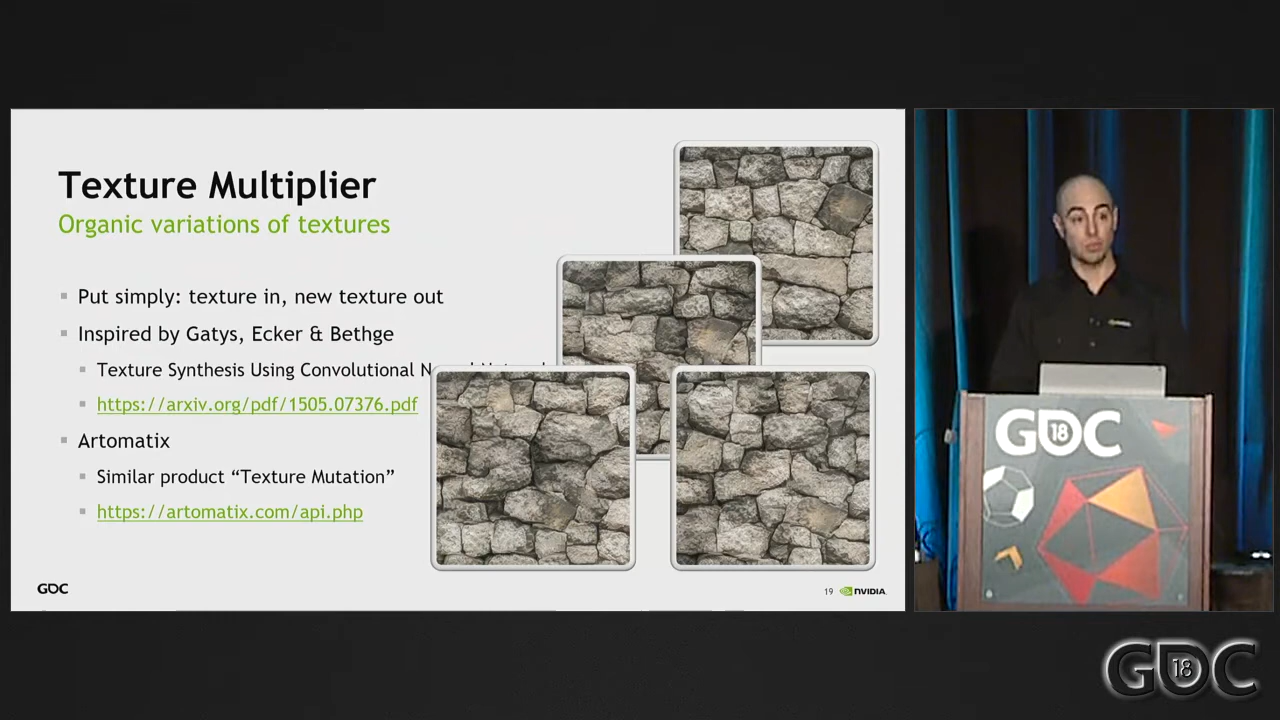 Texture Multiplier
Organic variations of textures
Put simply: texture in, new texture out
Inspired by Gatys, Ecker & Bethge
Texture Synthesis Using Convolutional
https://arxiv.org/pdf/1505.07376.pdf
Artomatix
Similar product “Texture Mutation”
https://artomatix.com/api.php
GDC
19 NVIDIA
GDC 18
GDC 18